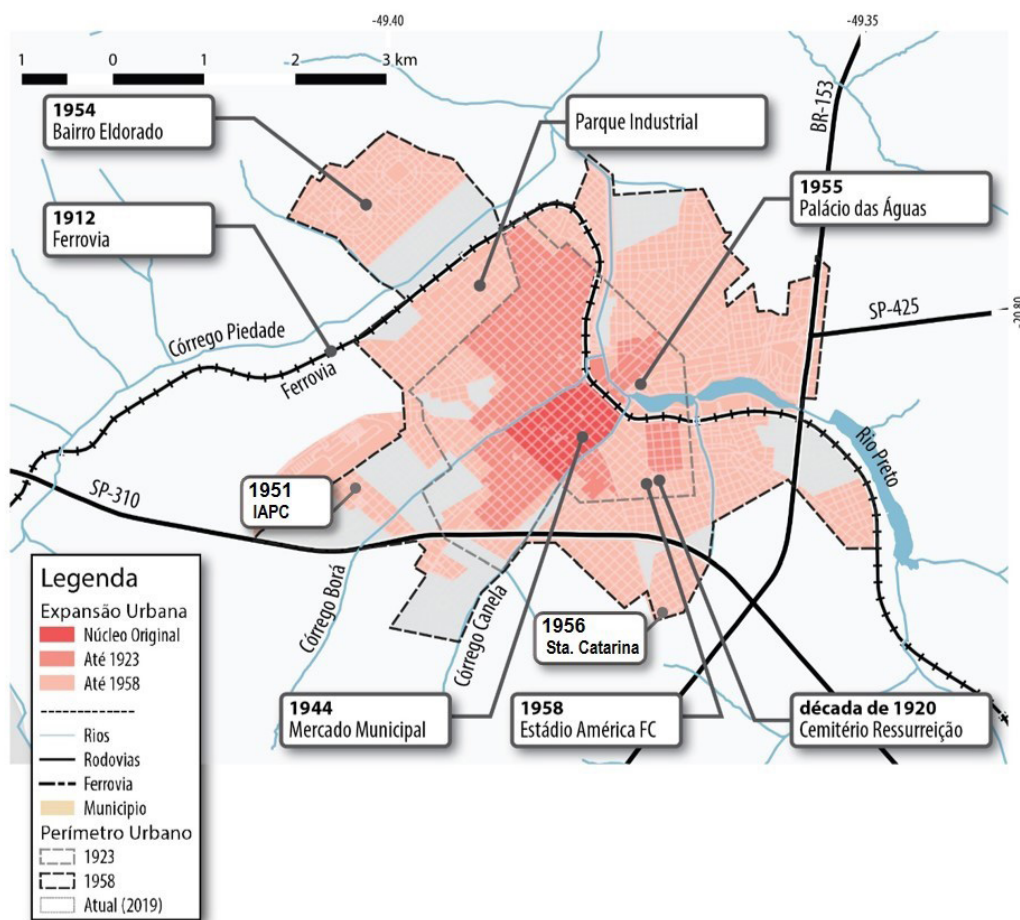 -49.40
-49.35
1 0 1 2 3 km
1954
Bairro Eldorado
Parque Industrial
BR-153
1955
Palácio das Águas
1912
Ferrovia
SP-425
-20.80
Córrego Piedade
Ferrovia
Rio Preto
SP-310
1951
IAPC
Córrego Borá
Córrego Canela
1956
Sta. Catarina
1944
Mercado Municipal
1958
Estádio América FC
década de 1920
Cemitério Ressurreição
Legenda
Expansão Urbana
Núcleo Original
Até 1923
Até 1958
Rios
Rodovias
Ferrovia
Municipio
Perímetro Urbano
1923
1958
Atual (2019)